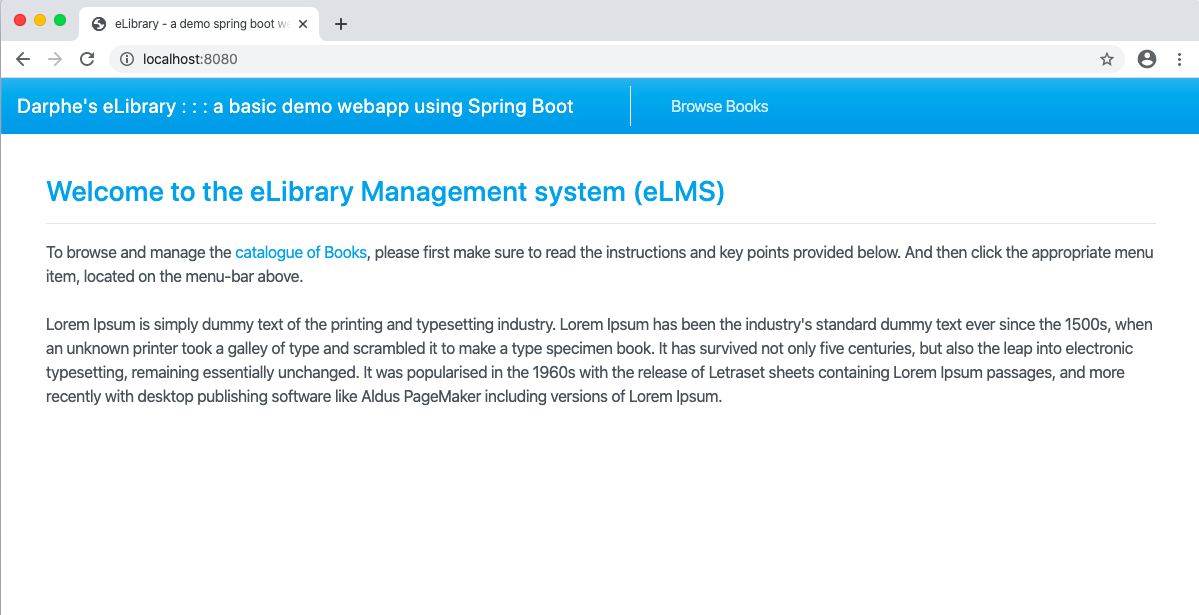 eLibrary - a demo spring boot we
localhost:8080
Darphe's eLibrary : : : a basic demo webapp using Spring Boot
Browse Books
Welcome to the eLibrary Management system (eLMS)
To browse and manage the catalogue of Books, please first make sure to read the instructions and key points provided below. And then click the appropriate menu
item, located on the menu-bar above.
Lorem Ipsum is simply dummy text of the printing and typesetting industry. Lorem Ipsum has been the industry's standard dummy text ever since the 1500s, when
an unknown printer took a galley of type and scrambled it to make a type specimen book. It has survived not only five centuries, but also the leap into electronic
typesetting, remaining essentially unchanged. It was popularised in the 1960s with the release of Letraset sheets containing Lorem Ipsum passages, and more
recently with desktop publishing software like Aldus PageMaker including versions of Lorem Ipsum.